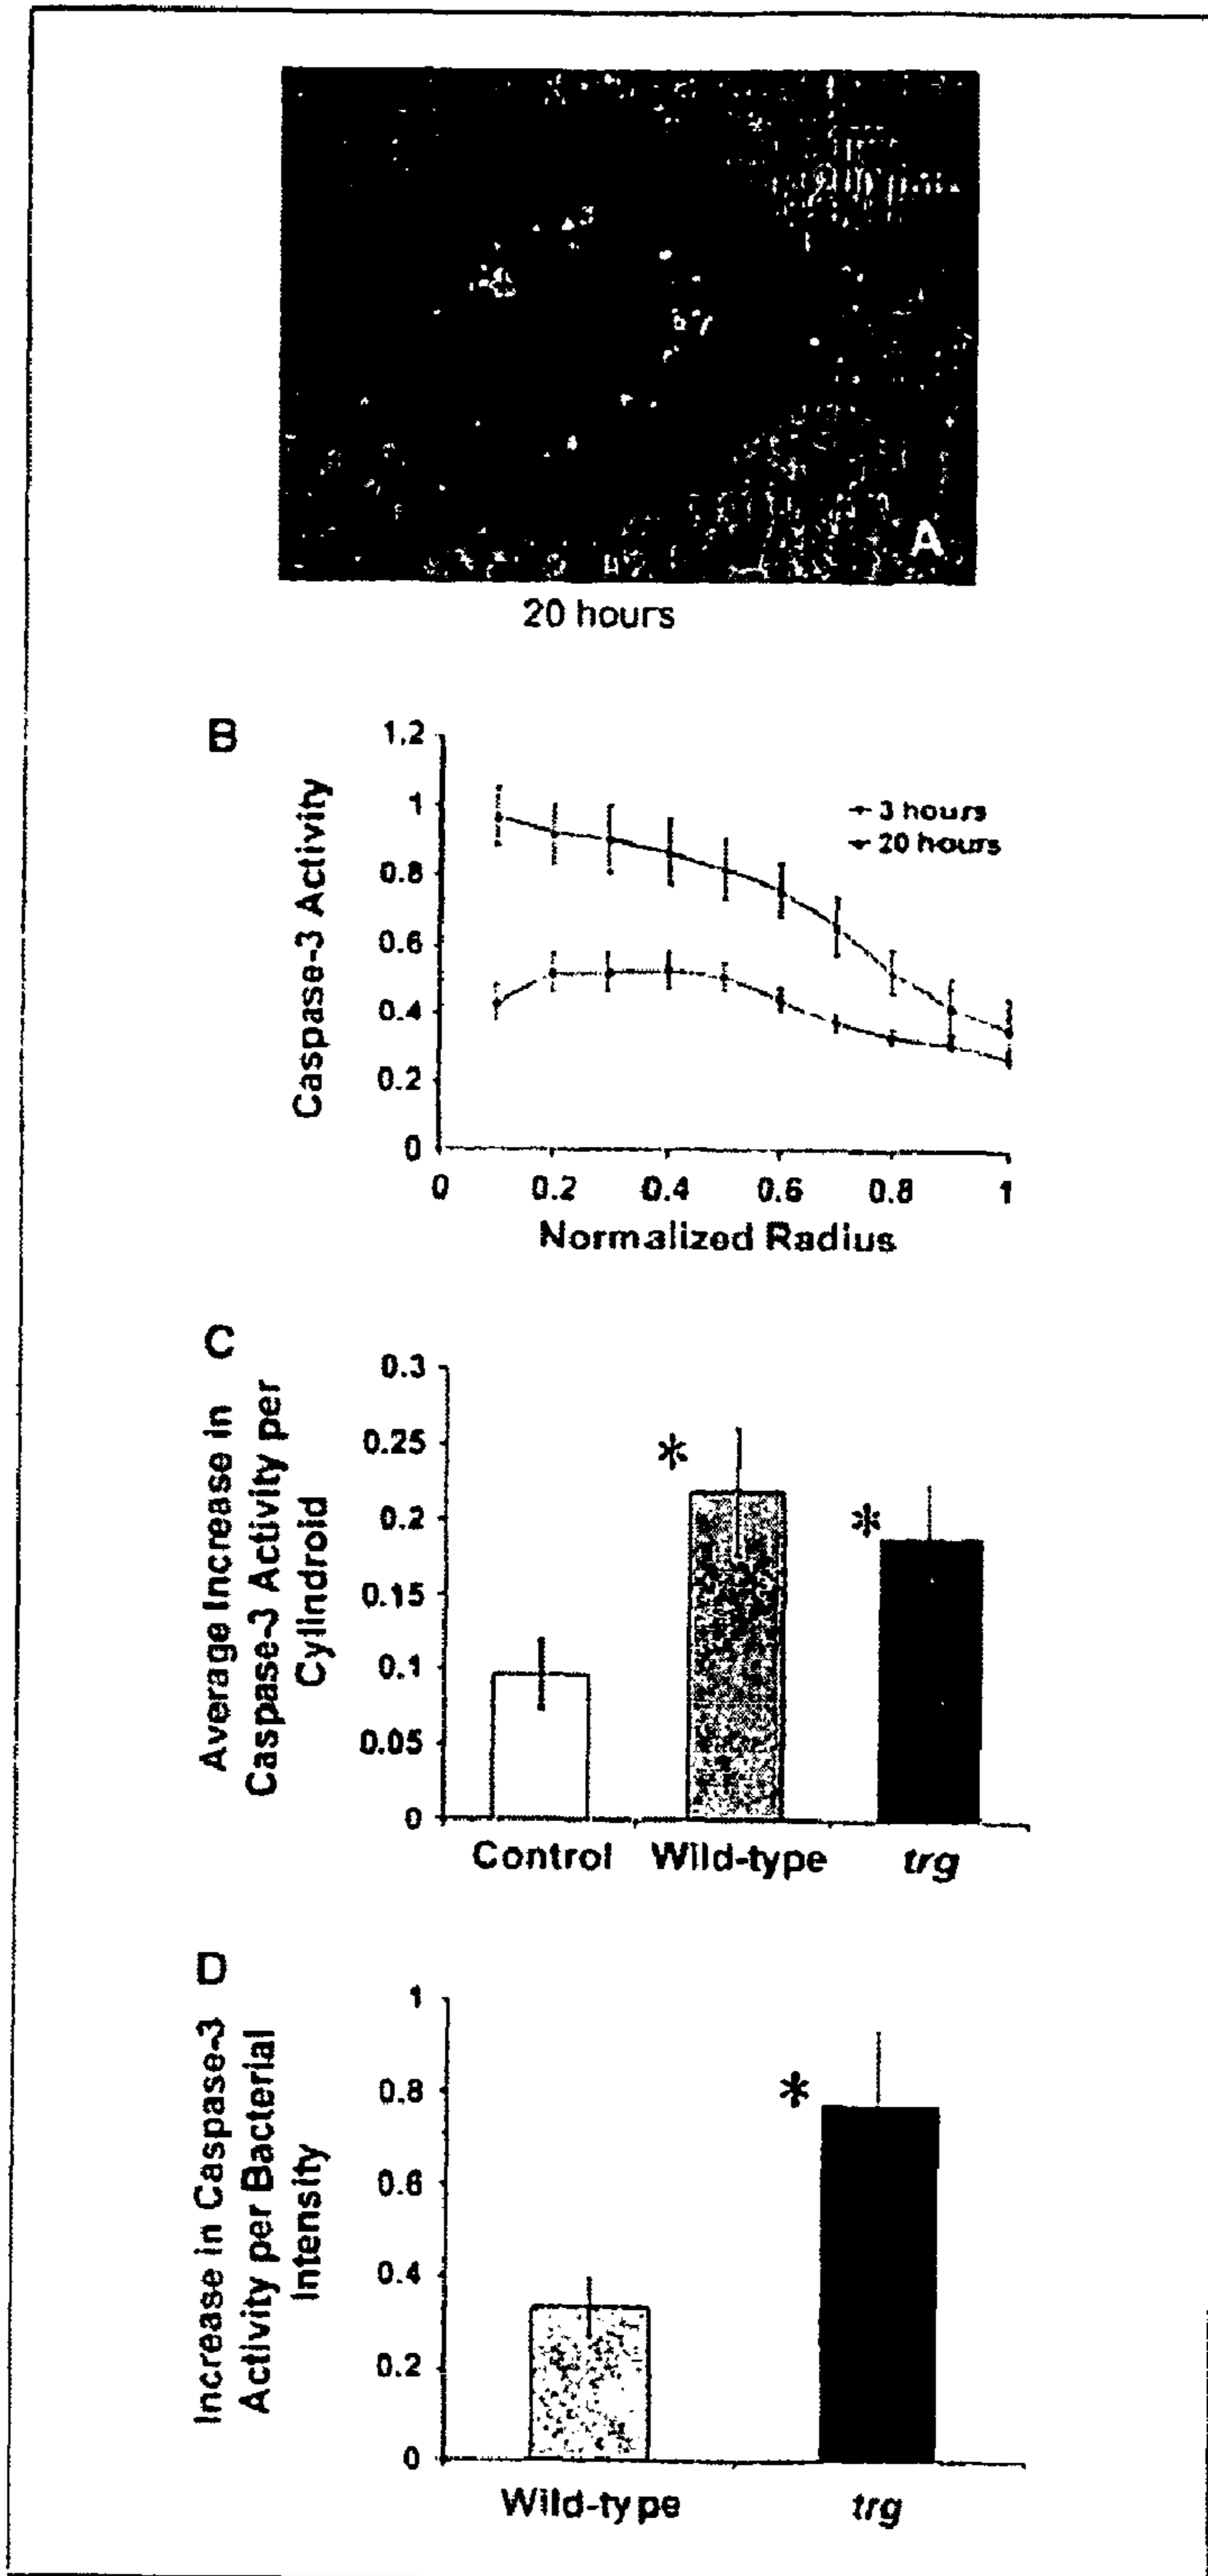 A
20 hours
B
Caspase-3 Activity
1.2
1
0.8
0.6
0.4
0.2
0
3 hours
20 hours
0
0.2
0.4
0.6
0.8
1
Normalized Radius
C
Average Increase in
Caspase-3 Activity per
Cylindroid
0.3
0.25
0.2
0.15
0.1
0.05
0
*
*
Control
Wild-type
trg
D
Increase in Caspase-3
Activity per Bacterial
Intensity
1
0.8
0.6
0.4
0.2
0
*
Wild-type
trg